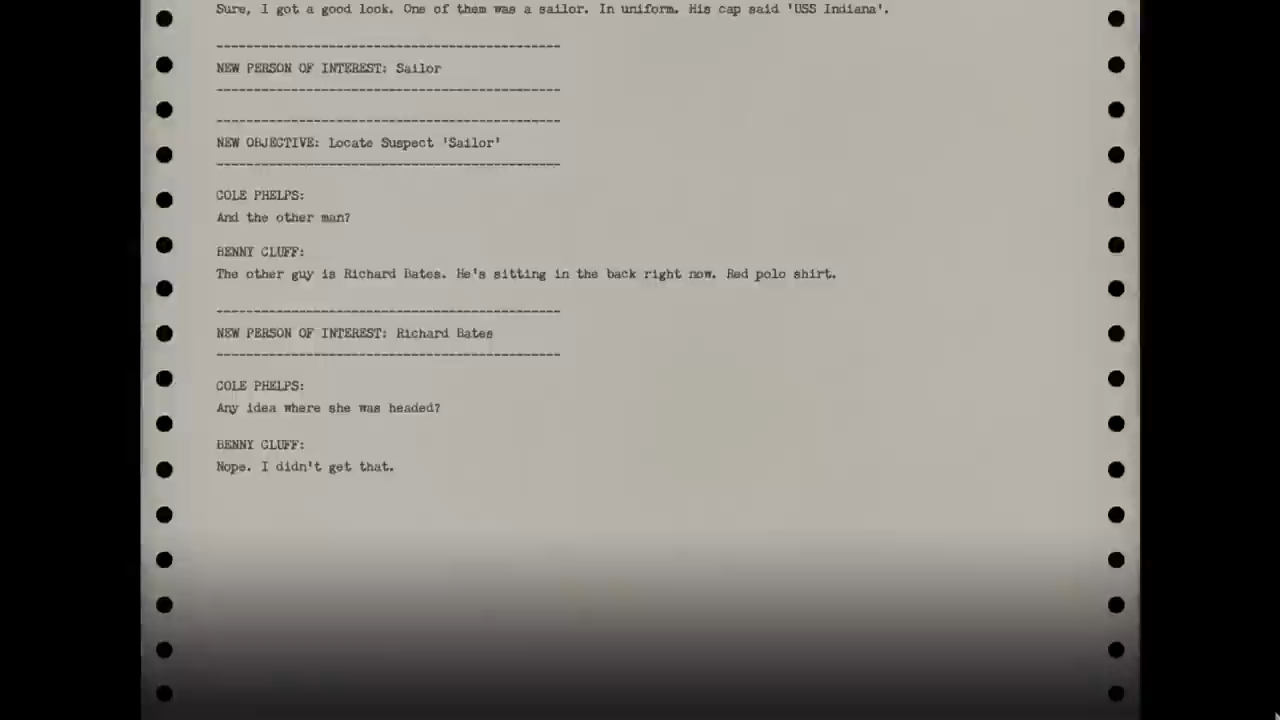 Sure, I got a good look. One of them was a sailor. In uniform. His cap said 'USS Indiana'.
----------------------------------------------
NEW PERSON OF INTEREST: Sailor
----------------------------------------------
----------------------------------------------
NEW OBJECTIVE: Locate Suspect 'Sailor'
----------------------------------------------
COLE PHELPS:
And the other man?
BENNY CLUFF:
The other guy is Richard Bates. He's sitting in the back right now. Red polo shirt.
----------------------------------------------
NEW PERSON OF INTEREST: Richard Bates
----------------------------------------------
COLE PHELPS:
Any idea where she was headed?
BENNY CLUFF:
Nope. I didn't get that.